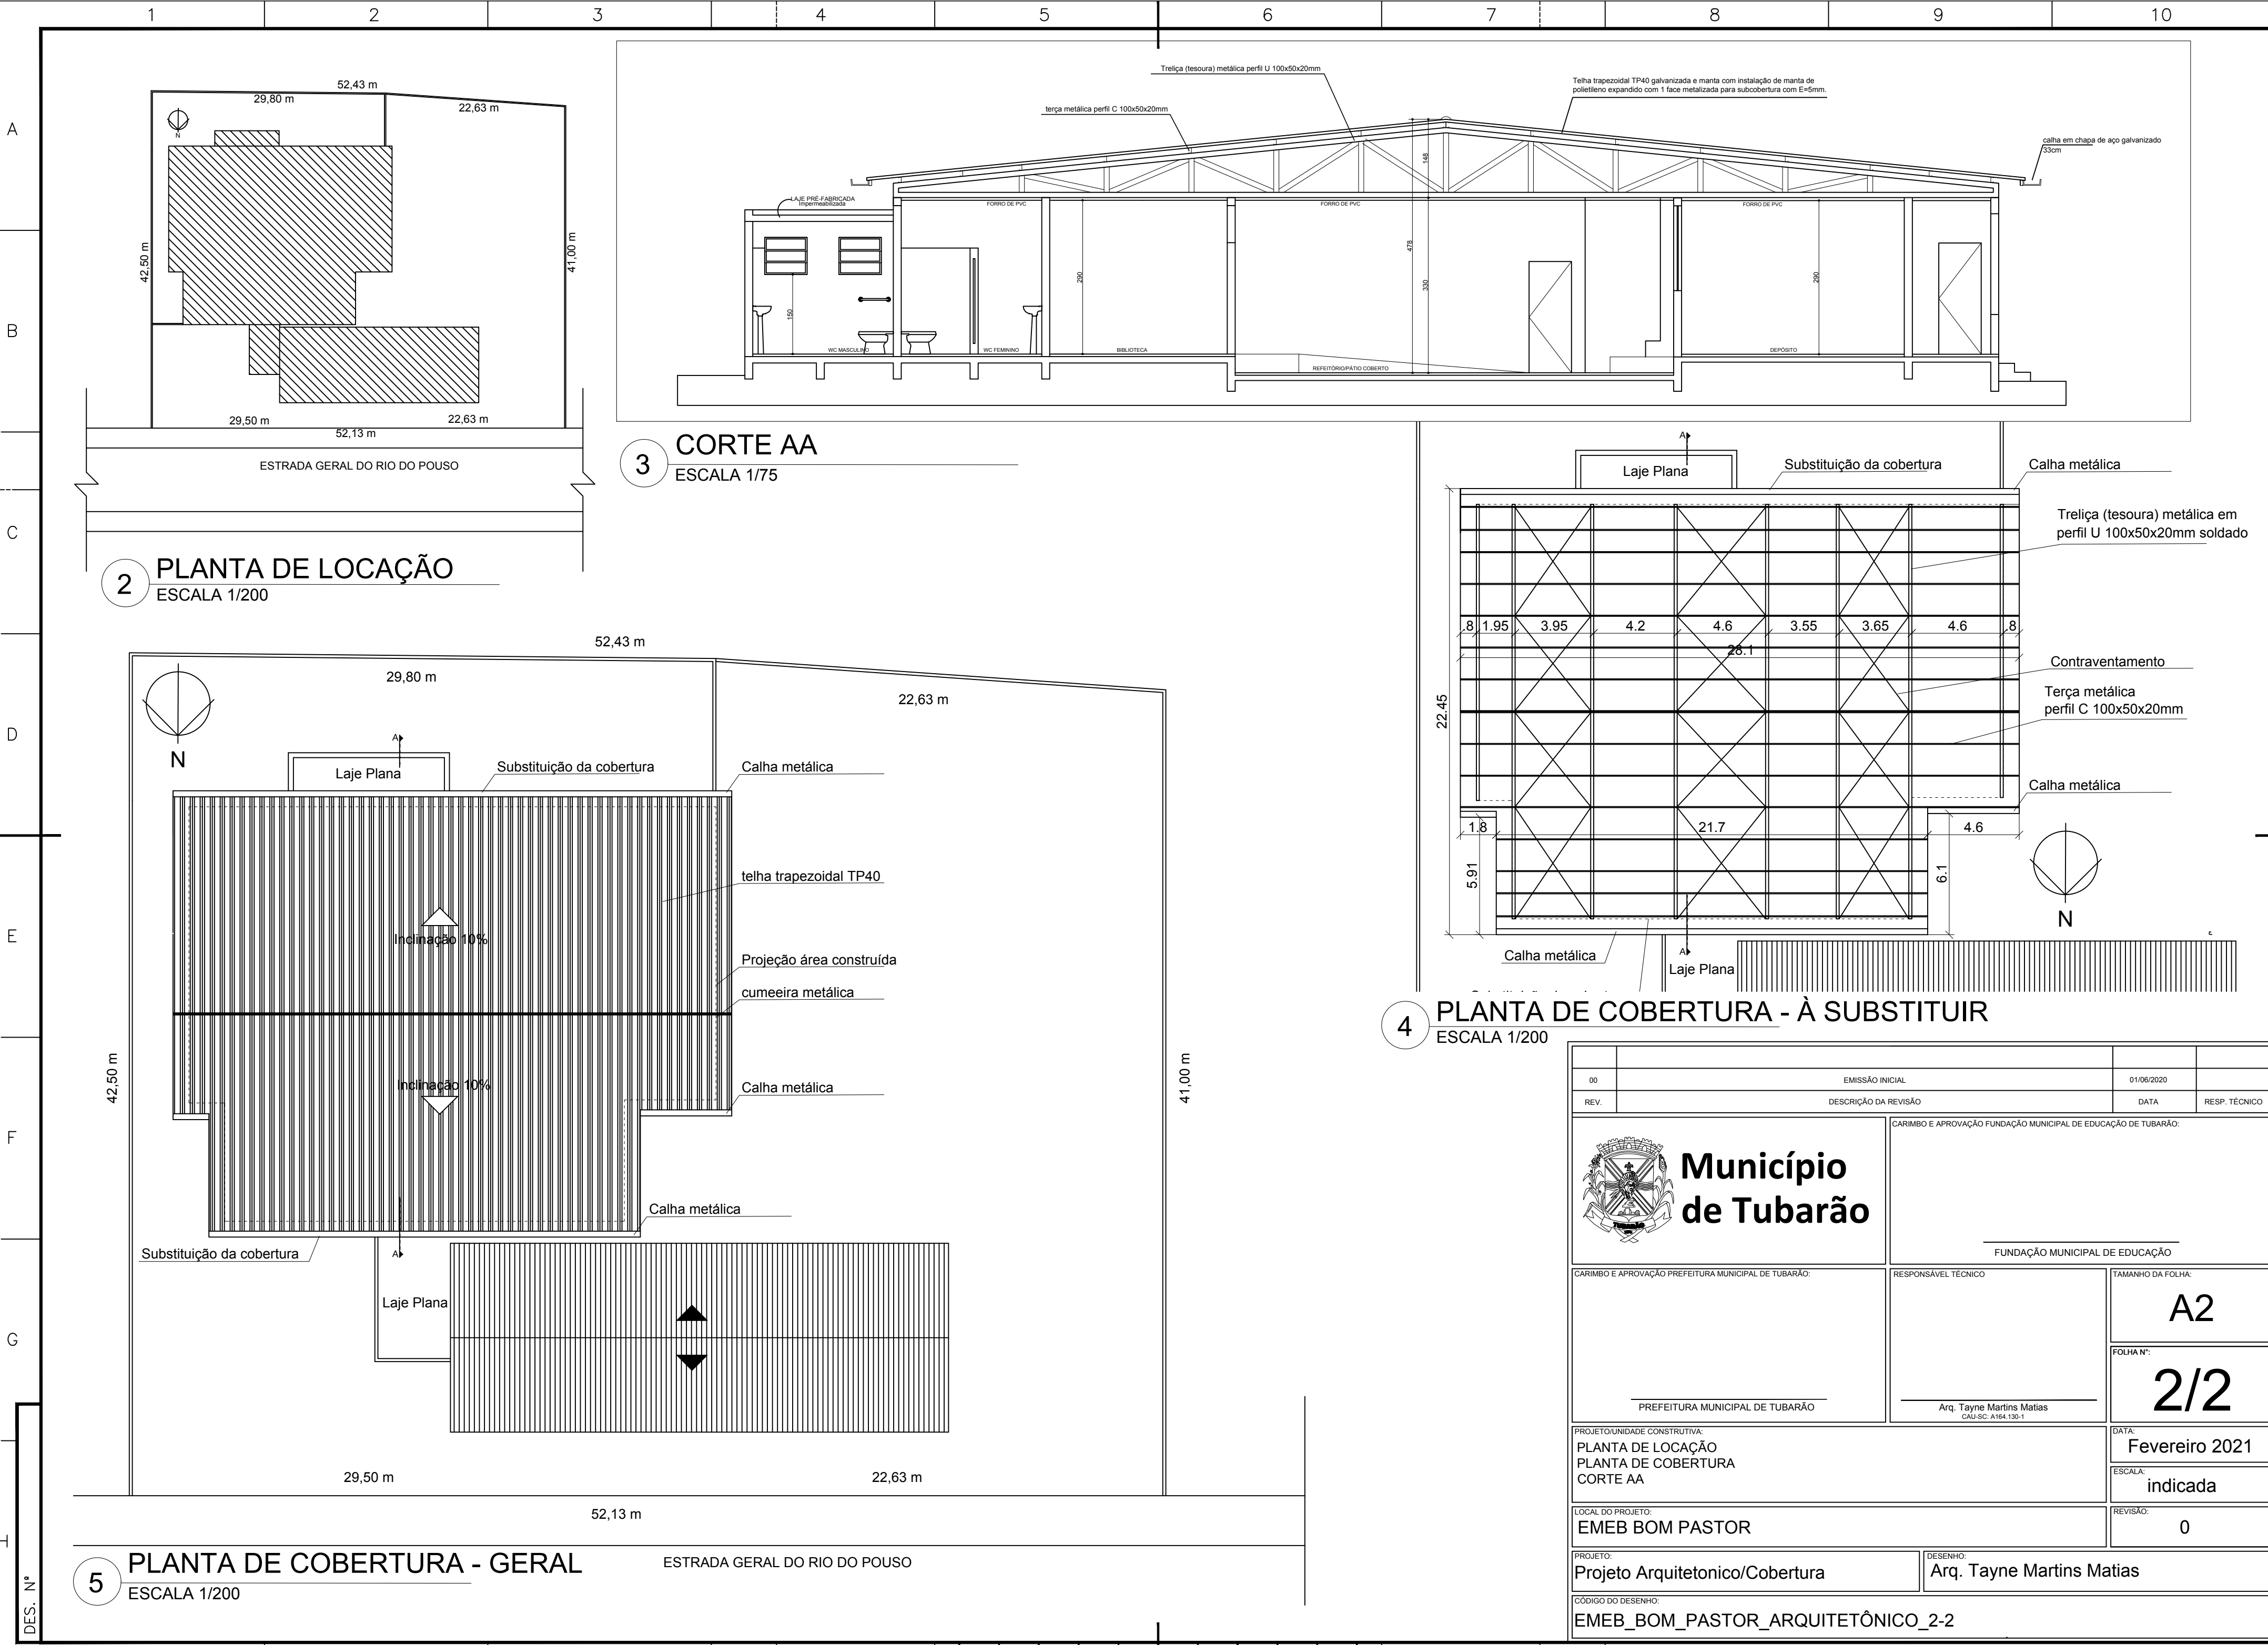 1 2 3 4 5 6 7 8 9 10
A
B
C
D
E
F
G
DES. Nº
52,43 m
29,80 m
22,63 m
N
42,50 m
41,00 m
29,50 m
22,63 m
52,13 m
ESTRADA GERAL DO RIO DO POUSO
2 PLANTA DE LOCAÇÃO
ESCALA 1/200
Treliça (tesoura) metálica perfil U 100x50x20mm
terça metálica perfil C 100x50x20mm
Telha trapezoidal TP40 galvanizada e manta com instalação de manta de
polietileno expandido com 1 face metalizada para subcobertura com E=5mm.
calha em chapa de aço galvanizado
33cm
LAJE PRÉ-FABRICADA
Impermeabilizada
FORRO DE PVC
FORRO DE PVC
FORRO DE PVC
148
478
330
290
290
150
WC MASCULINO
WC FEMININO
BIBLIOTECA
REFEITÓRIO/PÁTIO COBERTO
DEPÓSITO
3 CORTE AA
ESCALA 1/75
A
Laje Plana
Substituição da cobertura
Calha metálica
Treliça (tesoura) metálica em
perfil U 100x50x20mm soldado
.8 1.95 3.95 4.2 4.6 3.55 3.65 4.6 .8
28.1
Contraventamento
Terça metálica
perfil C 100x50x20mm
22.45
Calha metálica
1.8 21.7 4.6
5.91
6.1
N
Calha metálica
A
Laje Plana
4 PLANTA DE COBERTURA - À SUBSTITUIR
ESCALA 1/200
52,43 m
29,80 m
22,63 m
N
A
Laje Plana
Substituição da cobertura
Calha metálica
telha trapezoidal TP40
Inclinação 10%
Projeção área construída
cumeeira metálica
Inclinação 10%
Calha metálica
42,50 m
41,00 m
Calha metálica
Substituição da cobertura
A
Laje Plana
29,50 m
22,63 m
52,13 m
5 PLANTA DE COBERTURA - GERAL
ESCALA 1/200
ESTRADA GERAL DO RIO DO POUSO
00 EMISSÃO INICIAL 01/06/2020
REV. DESCRIÇÃO DA REVISÃO DATA RESP. TÉCNICO
TUBARÃO
Município
de Tubarão
CARIMBO E APROVAÇÃO FUNDAÇÃO MUNICIPAL DE EDUCAÇÃO DE TUBARÃO:
FUNDAÇÃO MUNICIPAL DE EDUCAÇÃO
CARIMBO E APROVAÇÃO PREFEITURA MUNICIPAL DE TUBARÃO:
PREFEITURA MUNICIPAL DE TUBARÃO
RESPONSÁVEL TÉCNICO
Arq. Tayne Martins Matias
CAU-SC: A164.130-1
TAMANHO DA FOLHA:
A2
FOLHA Nº:
2/2
PROJETO/UNIDADE CONSTRUTIVA:
PLANTA DE LOCAÇÃO
PLANTA DE COBERTURA
CORTE AA
DATA:
Fevereiro 2021
ESCALA:
indicada
LOCAL DO PROJETO:
EMEB BOM PASTOR
REVISÃO:
0
PROJETO:
Projeto Arquitetonico/Cobertura
DESENHO:
Arq. Tayne Martins Matias
CÓDIGO DO DESENHO:
EMEB_BOM_PASTOR_ARQUITETÔNICO_2-2